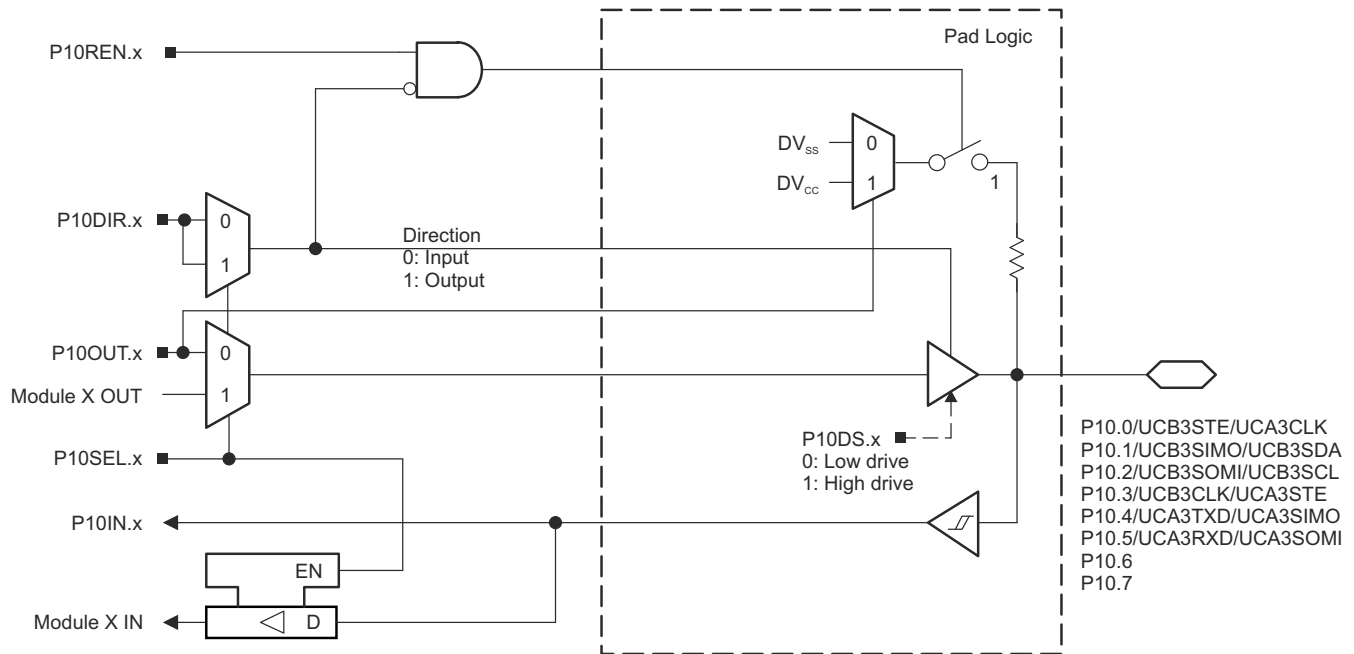 Pad Logic
P10REN.x
DVSS
0
DVCC
1
1
P10DIR.x
0
1
Direction
0: Input
1: Output
P10OUT.x
0
Module X OUT
1
P10DS.x
0: Low drive
1: High drive
P10SEL.x
P10.0/UCB3STE/UCA3CLK
P10.1/UCB3SIMO/UCB3SDA
P10.2/UCB3SOMI/UCB3SCL
P10.3/UCB3CLK/UCA3STE
P10.4/UCA3TXD/UCA3SIMO
P10.5/UCA3RXD/UCA3SOMI
P10.6
P10.7
P10IN.x
EN
Module X IN
D